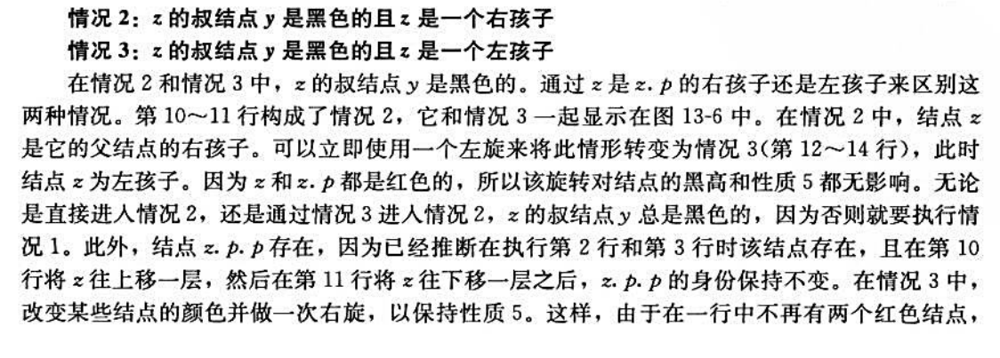 情况 2：z 的叔结点 y 是黑色的且 z 是一个右孩子
情况 3：z 的叔结点 y 是黑色的且 z 是一个左孩子
在情况 2 和情况 3 中，z 的叔结点 y 是黑色的。通过 z 是 z. p 的右孩子还是左孩子来区别这
两种情况。第 10～11 行构成了情况 2，它和情况 3 一起显示在图 13-6 中。在情况 2 中，结点 z
是它的父结点的右孩子。可以立即使用一个左旋来将此情形转变为情况 3(第 12～14 行)，此时
结点 z 为左孩子。因为 z 和 z. p 都是红色的，所以该旋转对结点的黑高和性质 5 都无影响。无论
是直接进入情况 2，还是通过情况 3 进入情况 2，z 的叔结点 y 总是黑色的，因为否则就要执行情
况 1。此外，结点 z. p. p 存在，因为已经推断在执行第 2 行和第 3 行时该结点存在，且在第 10
行将 z 往上移一层，然后在第 11 行将 z 往下移一层之后，z. p. p 的身份保持不变。在情况 3 中，
改变某些结点的颜色并做一次右旋，以保持性质 5。这样，由于在一行中不再有两个红色结点，